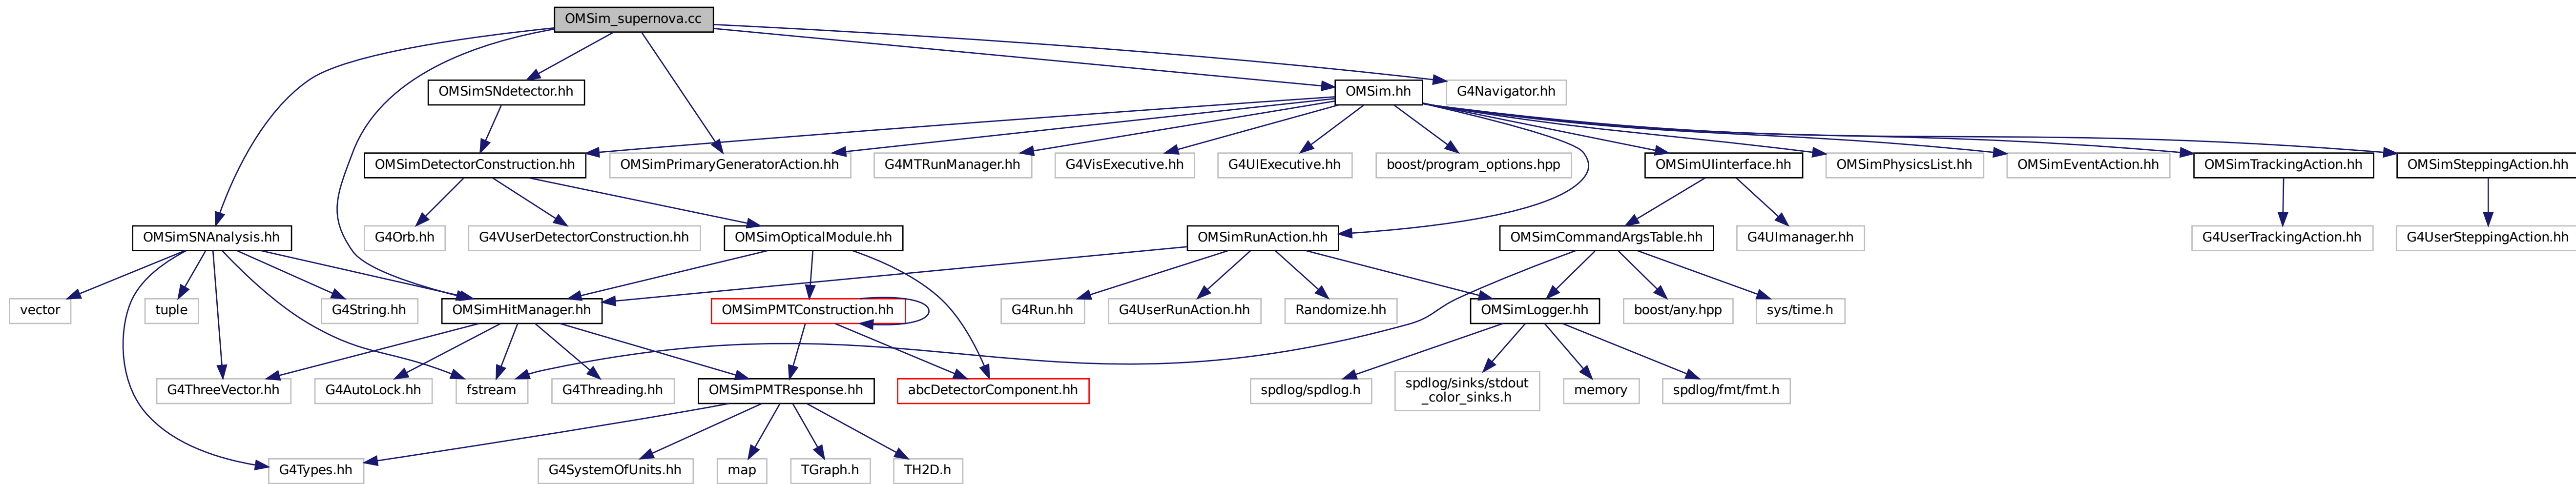 OMSim_supernova.cc
OMSimSNdetector.hh
OMSim.hh
G4Navigator.hh
OMSimDetectorConstruction.hh
OMSimPrimaryGeneratorAction.hh
G4MTRunManager.hh
G4VisExecutive.hh
G4UIExecutive.hh
boost/program_options.hpp
OMSimUIinterface.hh
OMSimPhysicsList.hh
OMSimEventAction.hh
OMSimTrackingAction.hh
OMSimSteppingAction.hh
OMSimSNAnalysis.hh
G4Orb.hh
G4VUserDetectorConstruction.hh
OMSimOpticalModule.hh
OMSimRunAction.hh
OMSimCommandArgsTable.hh
G4UImanager.hh
G4UserTrackingAction.hh
G4UserSteppingAction.hh
vector
tuple
G4String.hh
OMSimHitManager.hh
OMSimPMTConstruction.hh
G4Run.hh
G4UserRunAction.hh
Randomize.hh
OMSimLogger.hh
boost/any.hpp
sys/time.h
G4ThreeVector.hh
G4AutoLock.hh
fstream
G4Threading.hh
OMSimPMTResponse.hh
abcDetectorComponent.hh
spdlog/spdlog.h
spdlog/sinks/stdout
_color_sinks.h
memory
spdlog/fmt/fmt.h
G4Types.hh
G4SystemOfUnits.hh
map
TGraph.h
TH2D.h